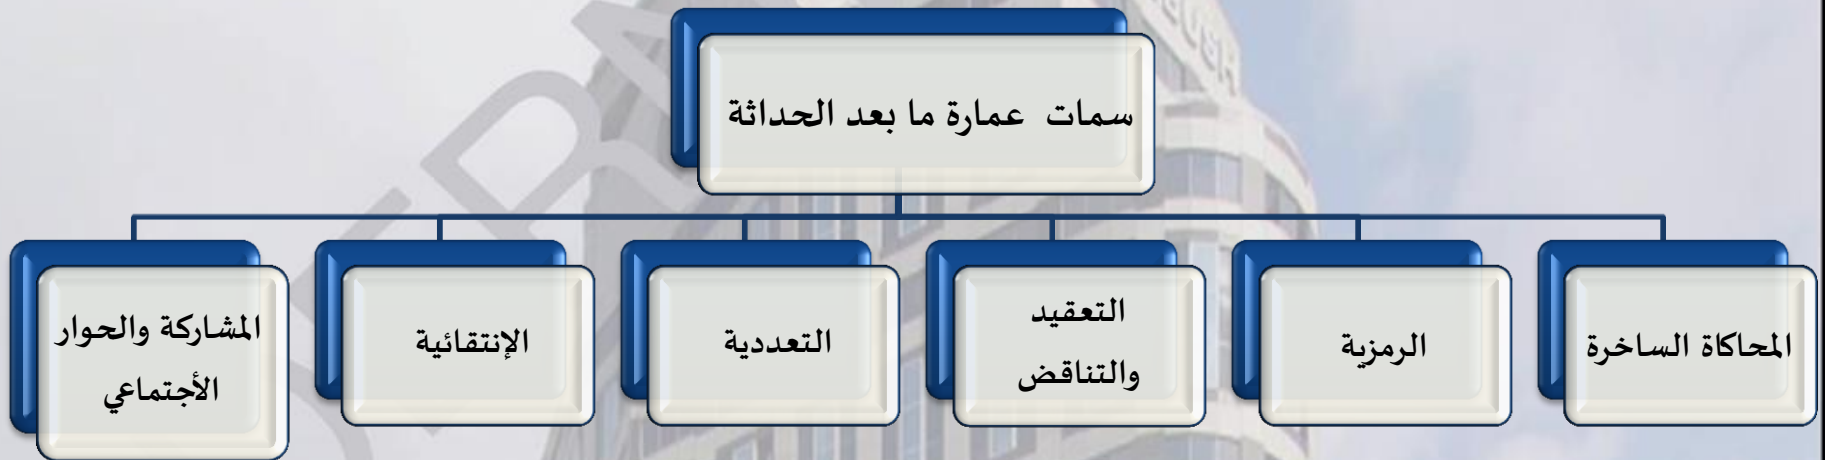 سمات عمارة ما بعد الحداثة
المحاكاة الساخرة
الرمزية
التعقيد
والتناقض
التعددية
الإنتقائية
المشاركة والحوار
الأجتماعي